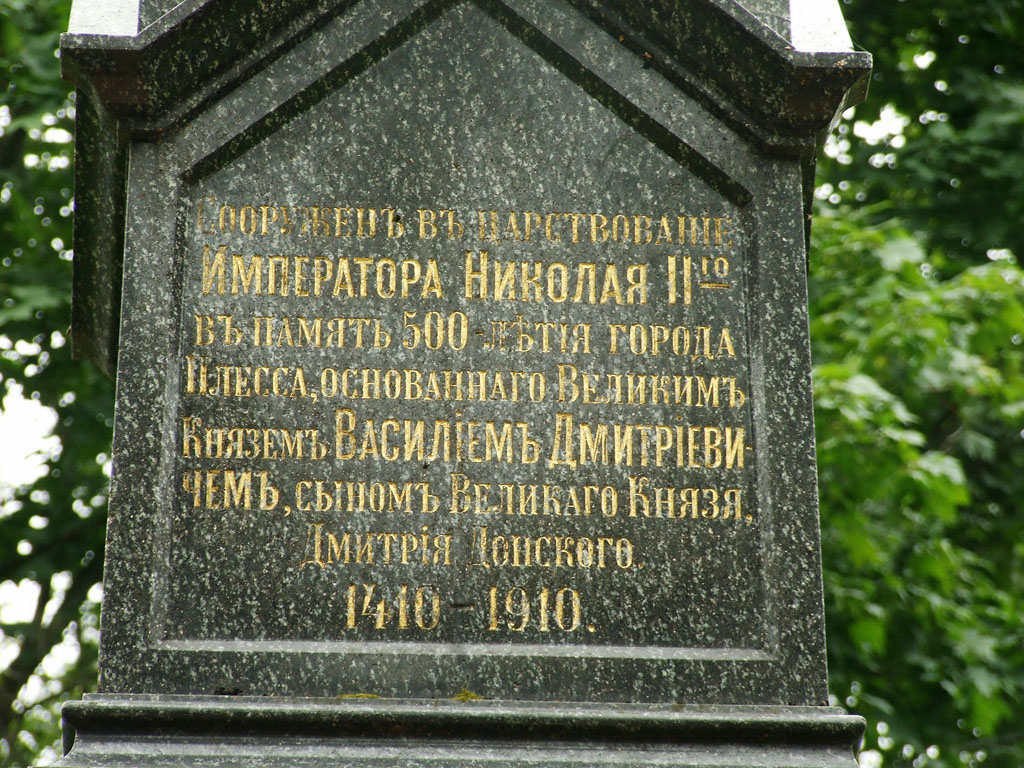 Сооруженъ въ царствованіе
Императора Николая IIго
въ память 500-лѣтія города
Плесса, основаннаго Великимъ
Княземъ Василіемъ Дмитріеви-
чемъ, сыномъ Великаго Князя,
Дмитрія Донского.
1410 – 1910.